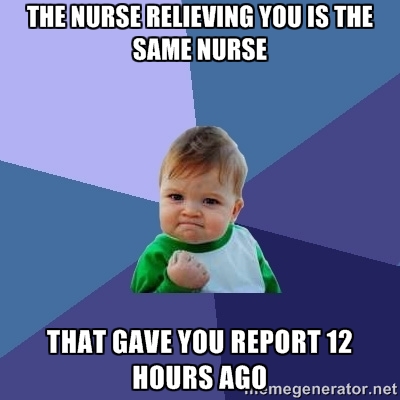 THE NURSE RELIEVING YOU IS THE
SAME NURSE
THAT GAVE YOU REPORT 12
HOURS AGO
memegenerator.net